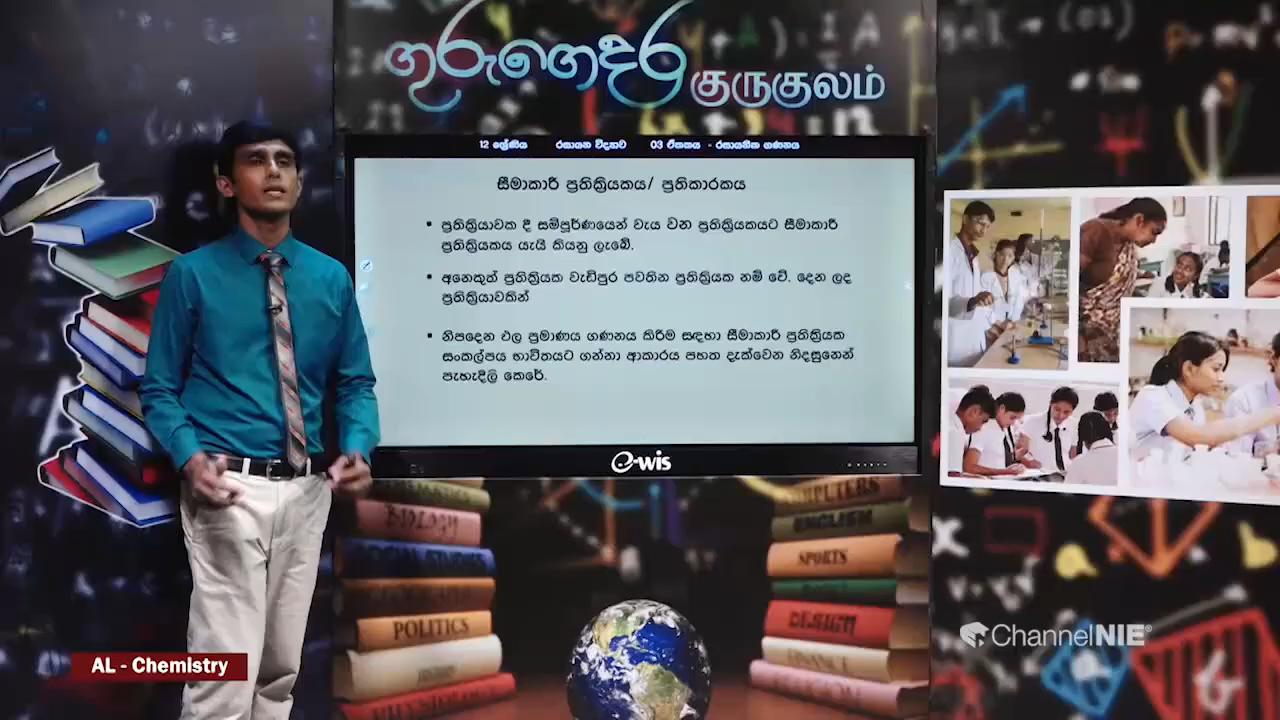 ගුරුගෙදර
குருகுலம்
12 ශ්‍රේණිය රසායන විද්‍යාව 03 ඒකකය - රසායනික ගණනය
සීමාකාරී ප්‍රතික්‍රියකය/ ප්‍රතිකාරකය
▪ ප්‍රතික්‍රියාවක දී සම්පූර්ණයෙන් වැය වන ප්‍රතික්‍රියකයට සීමාකාරී
ප්‍රතික්‍රියකය යැයි කියනු ලැබේ.
▪ අනෙකුත් ප්‍රතික්‍රියක වැඩිපුර පවතින ප්‍රතික්‍රියක නම් වේ. දෙන ලද
ප්‍රතික්‍රියාවකින්
▪ නිපදෙන ඵල ප්‍රමාණය ගණනය කිරීම සඳහා සීමාකාරී ප්‍රතික්‍රියක
සංකල්පය භාවිතයට ගන්නා ආකාරය පහත දැක්වෙන නිදසුනෙන්
පැහැදිලි කෙරේ.
e-wis
BIOLOGY
POLITICS
COMPUTERS
ENGLISH
SPORTS
DESIGN
FINANCE
ChannelNIE®
AL - Chemistry